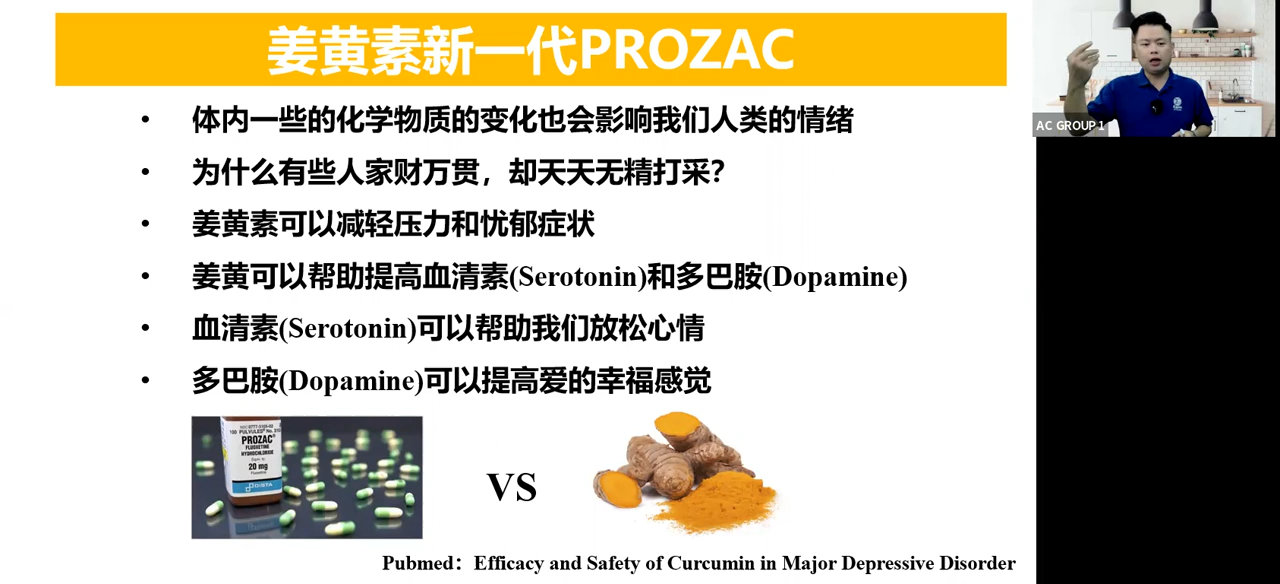 姜黄素新一代PROZAC
• 体内一些的化学物质的变化也会影响我们人类的情绪
• 为什么有些人家财万贯，却天天无精打采？
• 姜黄素可以减轻压力和忧郁症状
• 姜黄可以帮助提高血清素(Serotonin)和多巴胺(Dopamine)
• 血清素(Serotonin)可以帮助我们放松心情
• 多巴胺(Dopamine)可以提高爱的幸福感觉
PROZAC®
FLUOXETINE
HYDROCHLORIDE
20 mg
DISTA
VS
Pubmed：Efficacy and Safety of Curcumin in Major Depressive Disorder
AC GROUP 1